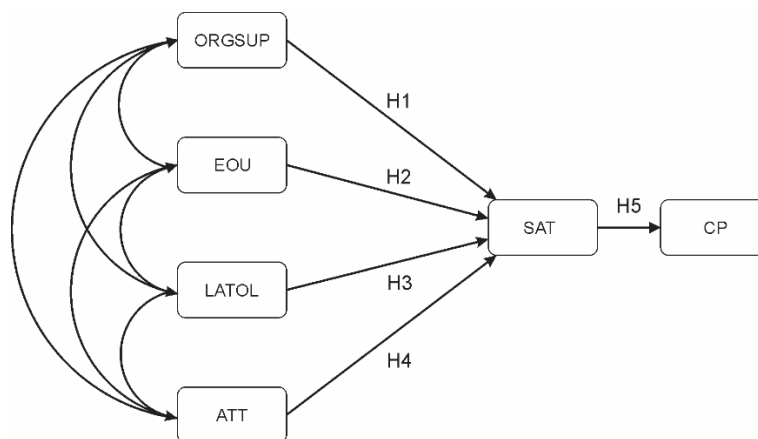 ORGSUP
H1
EOU
H2
SAT
H5
CP
LATOL
H3
H4
ATT